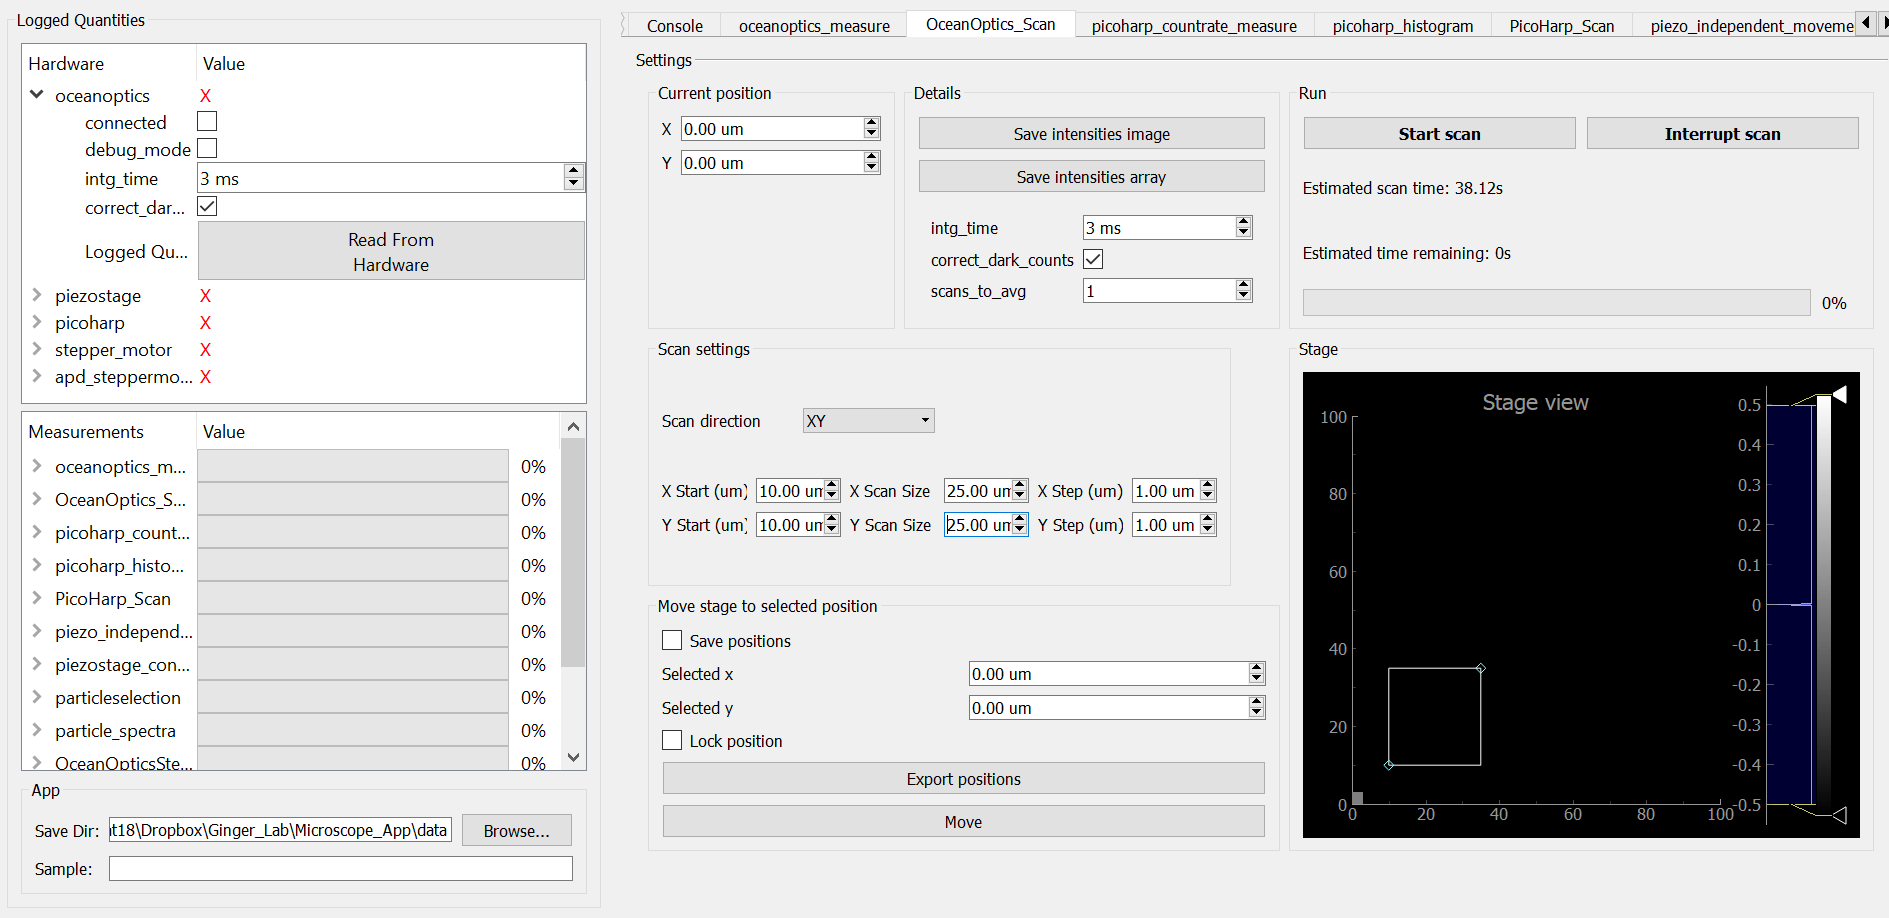 Logged Quantities
Hardware Value
oceanoptics X
connected
debug_mode
intg_time 3 ms
correct_dar...
Logged Qu... Read From
Hardware
piezostage X
picoharp X
stepper_motor X
apd_steppermo... X
Measurements Value
oceanoptics_m... 0%
OceanOptics_S... 0%
picoharp_count... 0%
picoharp_histo... 0%
PicoHarp_Scan 0%
piezo_independ... 0%
piezostage_con... 0%
particleselection 0%
particle_spectra 0%
OceanOpticsSte... 0%
App
Save Dir: nt18\Dropbox\Ginger_Lab\Microscope_App\data Browse...
Sample:
Console oceanoptics_measure OceanOptics_Scan picoharp_countrate_measure picoharp_histogram PicoHarp_Scan piezo_independent_moveme
Settings
Current position
X 0.00 um
Y 0.00 um
Details
Save intensities image
Save intensities array
intg_time 3 ms
correct_dark_counts
scans_to_avg 1
Run
Start scan Interrupt scan
Estimated scan time: 38.12s
Estimated time remaining: 0s
0%
Scan settings
Scan direction XY
X Start (um) 10.00 um X Scan Size 25.00 um X Step (um) 1.00 um
Y Start (um) 10.00 um Y Scan Size 25.00 um Y Step (um) 1.00 um
Move stage to selected position
Save positions
Selected x 0.00 um
Selected y 0.00 um
Lock position
Export positions
Move
Stage
Stage view
100
80
60
40
20
0
0 20 40 60 80 100
0.5
0.4
0.3
0.2
0.1
0
-0.1
-0.2
-0.3
-0.4
-0.5